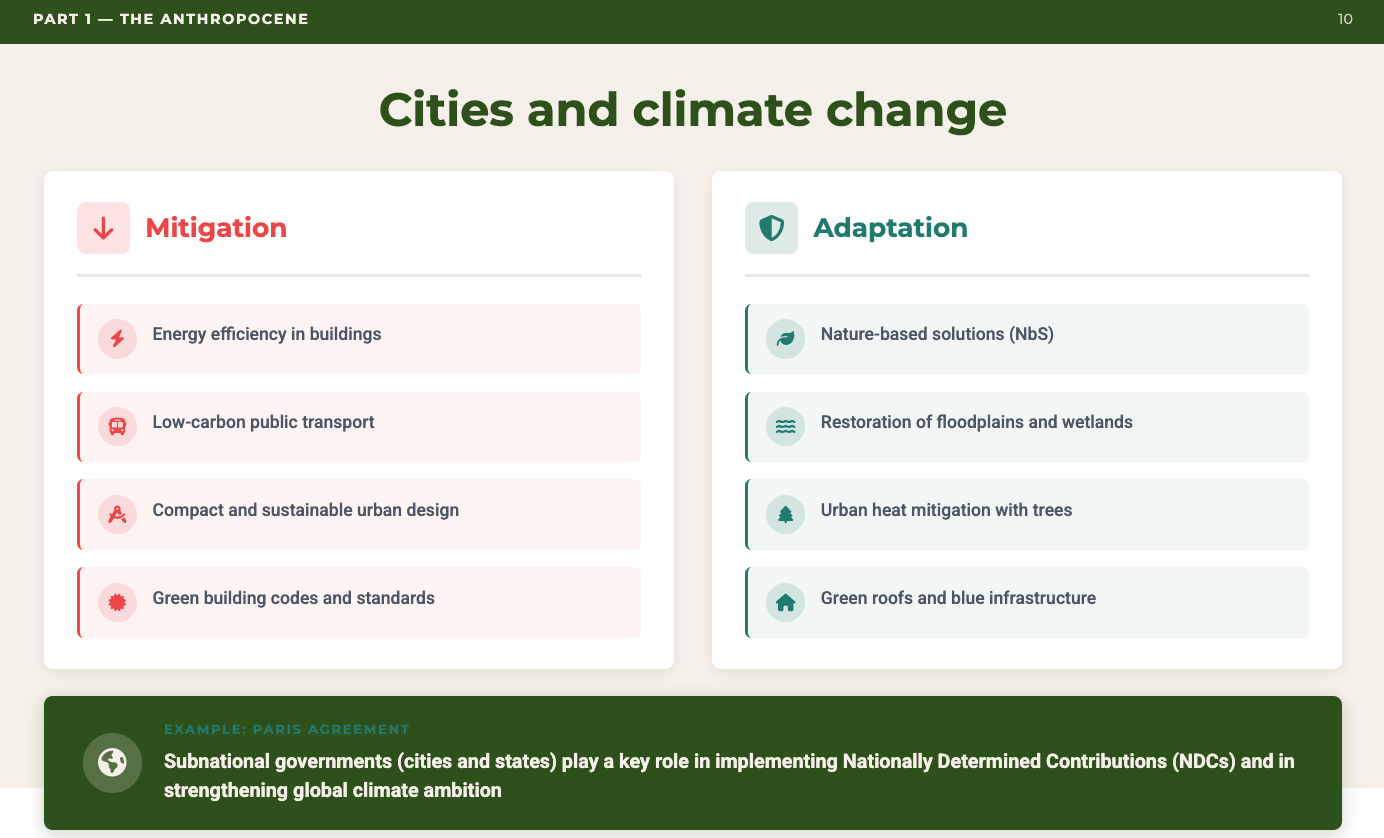 PART 1 — THE ANTHROPOCENE
10
Cities and climate change
Mitigation
Energy efficiency in buildings
Low-carbon public transport
Compact and sustainable urban design
Green building codes and standards
Adaptation
Nature-based solutions (NbS)
Restoration of floodplains and wetlands
Urban heat mitigation with trees
Green roofs and blue infrastructure
EXAMPLE: PARIS AGREEMENT
Subnational governments (cities and states) play a key role in implementing Nationally Determined Contributions (NDCs) and in
strengthening global climate ambition